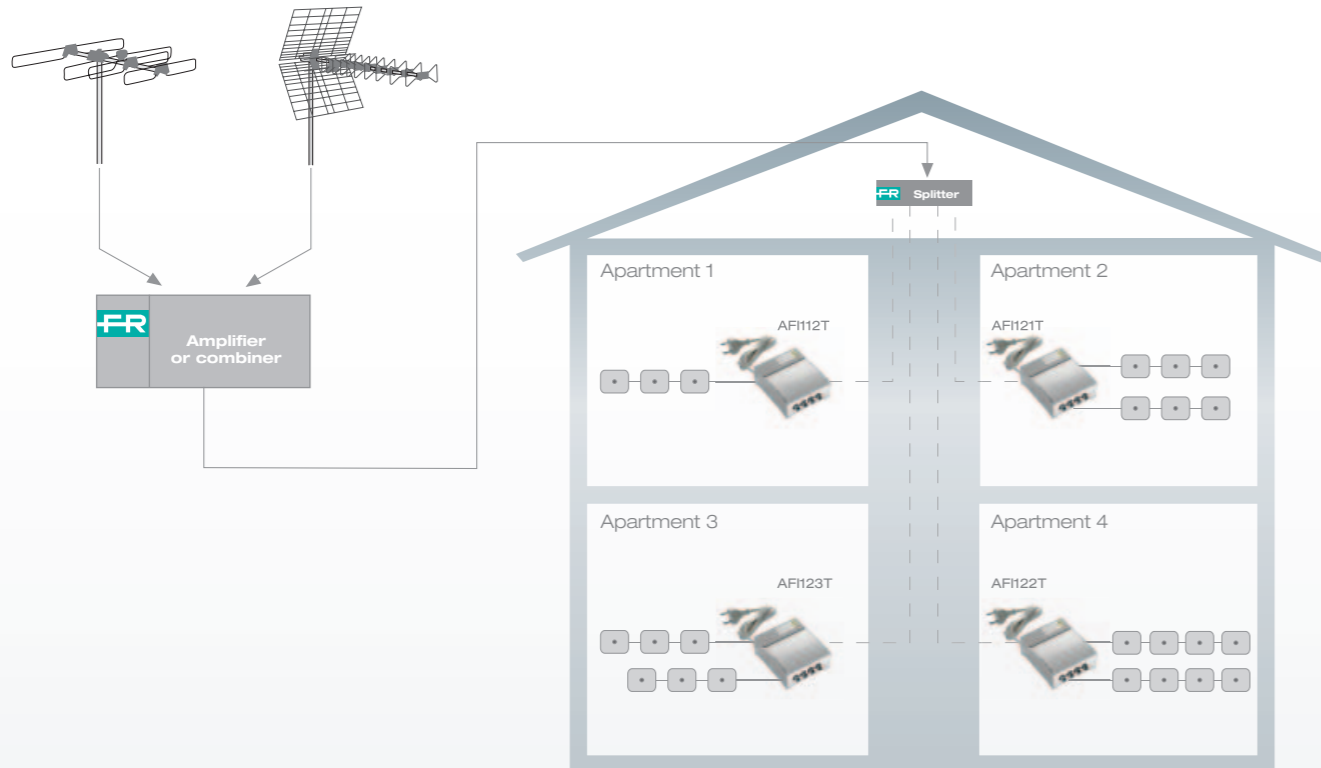 FR Splitter
Apartment 1
Apartment 2
AFI112T
AFI121T
FR
Amplifier
or combiner
Apartment 3
Apartment 4
AFI123T
AFI122T